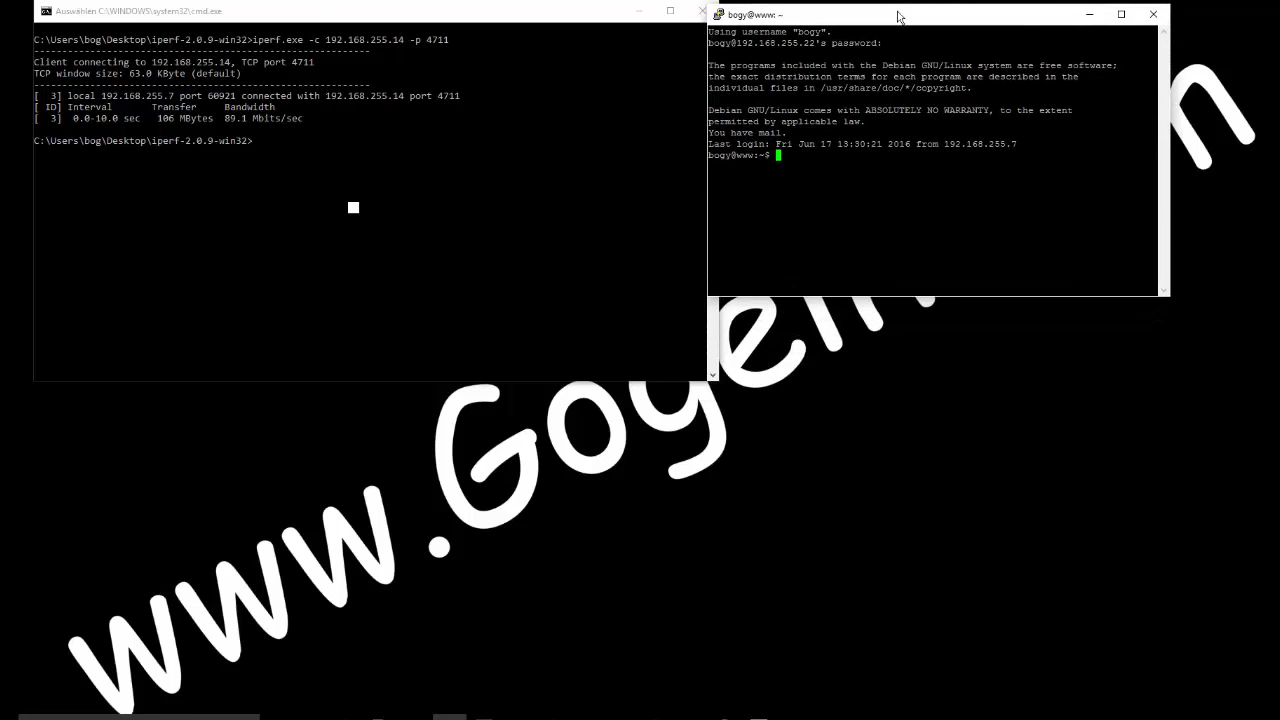 Auswählen C:\WINDOWS\system32\cmd.exe
C:\Users\bog\Desktop\iperf-2.0.9-win32>iperf.exe -c 192.168.255.14 -p 4711
------------------------------------------------------------
Client connecting to 192.168.255.14, TCP port 4711
TCP window size: 63.0 KByte (default)
------------------------------------------------------------
[  3] local 192.168.255.7 port 60921 connected with 192.168.255.14 port 4711
[ ID] Interval       Transfer     Bandwidth
[  3]  0.0-10.0 sec   106 MBytes  89.1 Mbits/sec
C:\Users\bog\Desktop\iperf-2.0.9-win32>
bogy@www: ~
Using username "bogy".
bogy@192.168.255.22's password:
The programs included with the Debian GNU/Linux system are free software;
the exact distribution terms for each program are described in the
individual files in /usr/share/doc/*/copyright.
Debian GNU/Linux comes with ABSOLUTELY NO WARRANTY, to the extent
permitted by applicable law.
You have mail.
Last login: Fri Jun 17 13:30:21 2016 from 192.168.255.7
bogy@www:~$